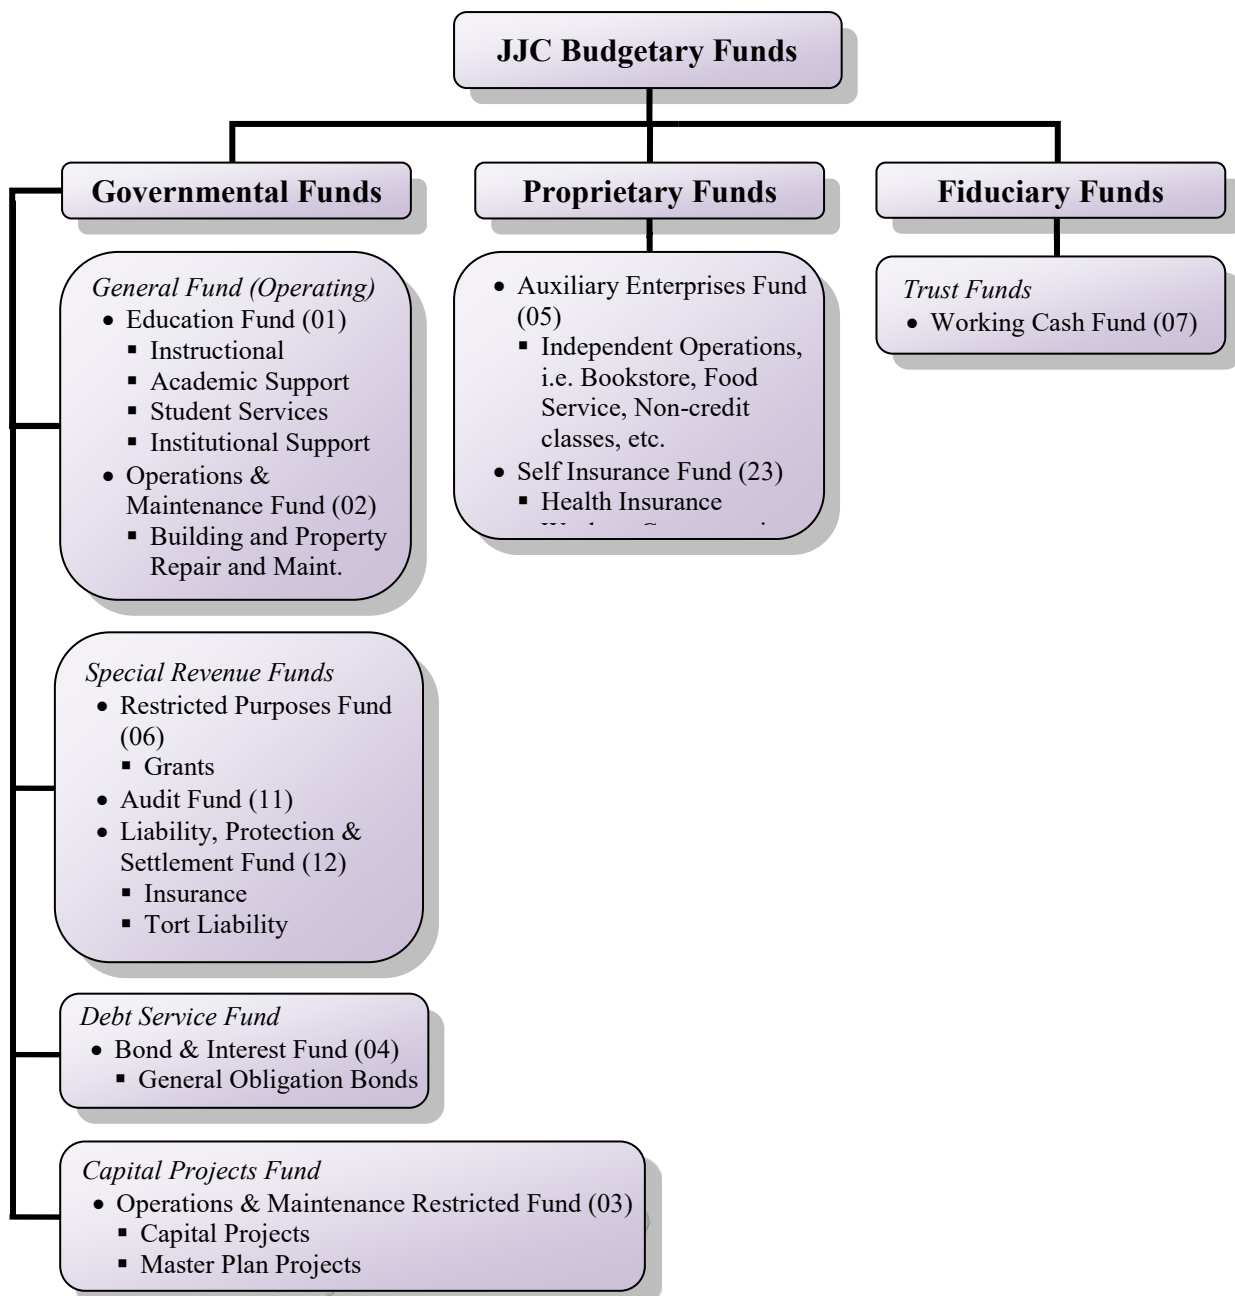 JJC Budgetary Funds
Governmental Funds
Proprietary Funds
Fiduciary Funds
General Fund (Operating)
• Education Fund (01)
▪ Instructional
▪ Academic Support
▪ Student Services
▪ Institutional Support
• Operations &
Maintenance Fund (02)
▪ Building and Property
Repair and Maint.
• Auxiliary Enterprises Fund
(05)
▪ Independent Operations,
i.e. Bookstore, Food
Service, Non-credit
classes, etc.
• Self Insurance Fund (23)
▪ Health Insurance
Trust Funds
• Working Cash Fund (07)
Special Revenue Funds
• Restricted Purposes Fund
(06)
▪ Grants
• Audit Fund (11)
• Liability, Protection &
Settlement Fund (12)
▪ Insurance
▪ Tort Liability
Debt Service Fund
• Bond & Interest Fund (04)
▪ General Obligation Bonds
Capital Projects Fund
• Operations & Maintenance Restricted Fund (03)
▪ Capital Projects
▪ Master Plan Projects